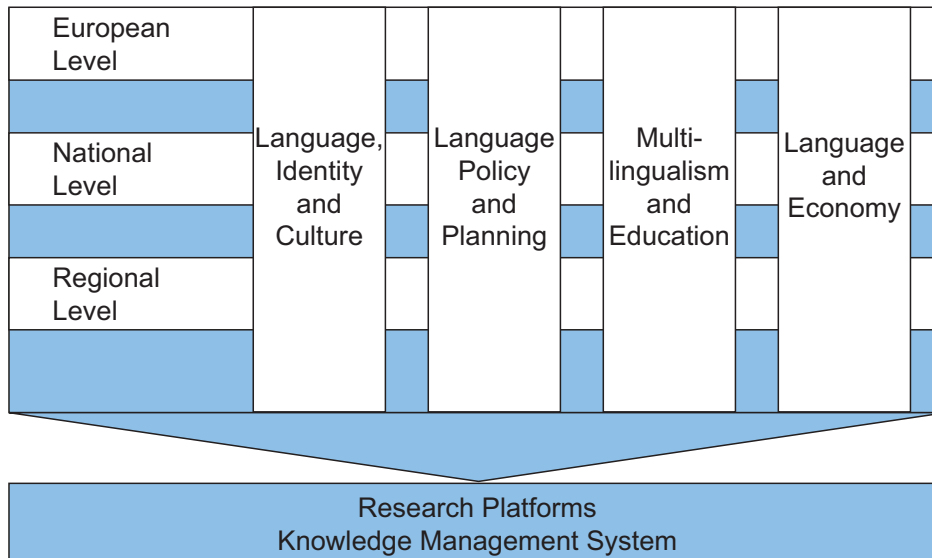 European
Level
National
Level
Regional
Level
Language,
Identity
and
Culture
Language
Policy
and
Planning
Multi-
lingualism
and
Education
Language
and
Economy
Research Platforms
Knowledge Management System